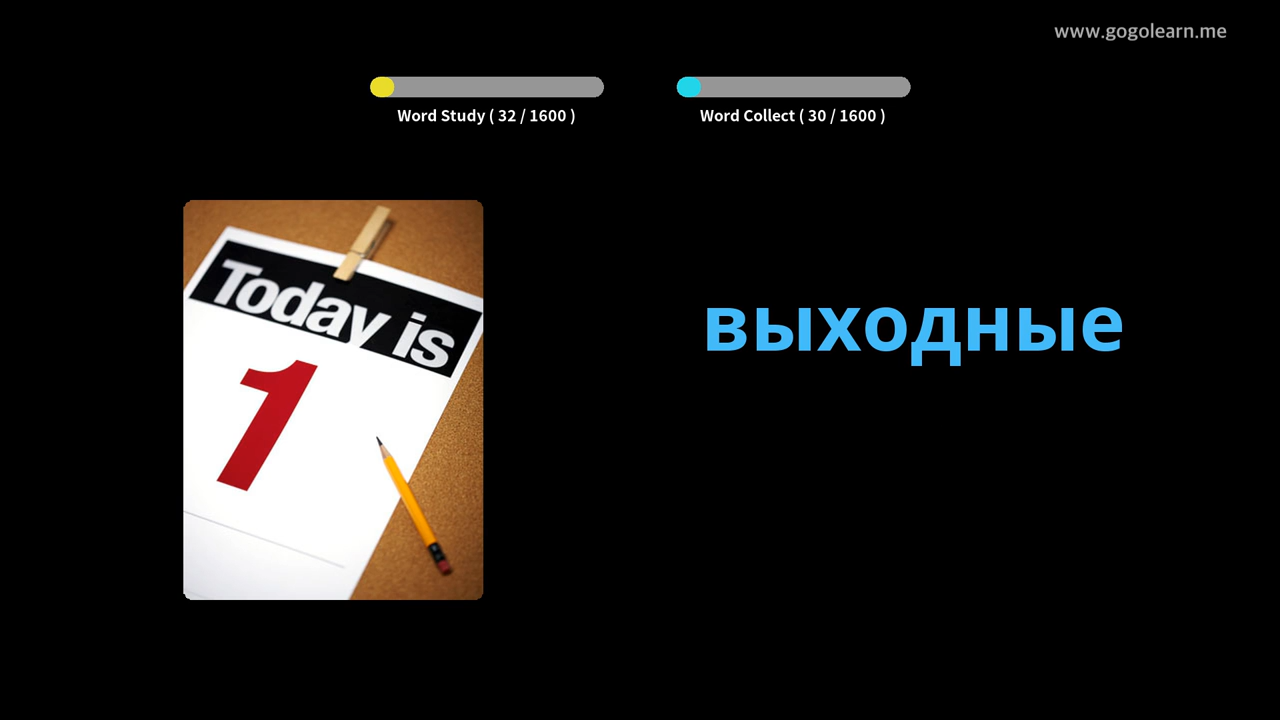 www.gogolearn.me
Word Study ( 32 / 1600 )
Word Collect ( 30 / 1600 )
Today is
1
выходные